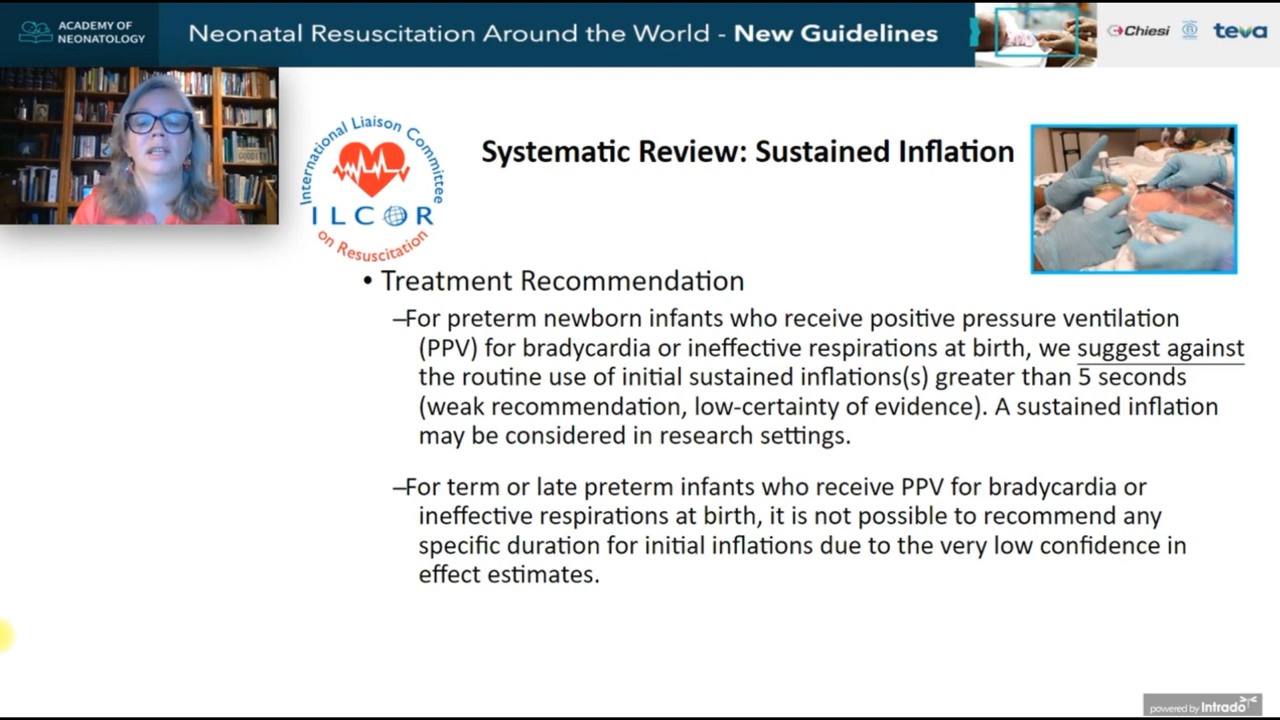 ACADEMY OF
NEONATOLOGY
Neonatal Resuscitation Around the World - New Guidelines
Chiesi
teva
International Liaison Committee
ILCOR
on Resuscitation
Systematic Review: Sustained Inflation
• Treatment Recommendation
–For preterm newborn infants who receive positive pressure ventilation
(PPV) for bradycardia or ineffective respirations at birth, we suggest against
the routine use of initial sustained inflations(s) greater than 5 seconds
(weak recommendation, low-certainty of evidence). A sustained inflation
may be considered in research settings.
–For term or late preterm infants who receive PPV for bradycardia or
ineffective respirations at birth, it is not possible to recommend any
specific duration for initial inflations due to the very low confidence in
effect estimates.
powered by Intrado